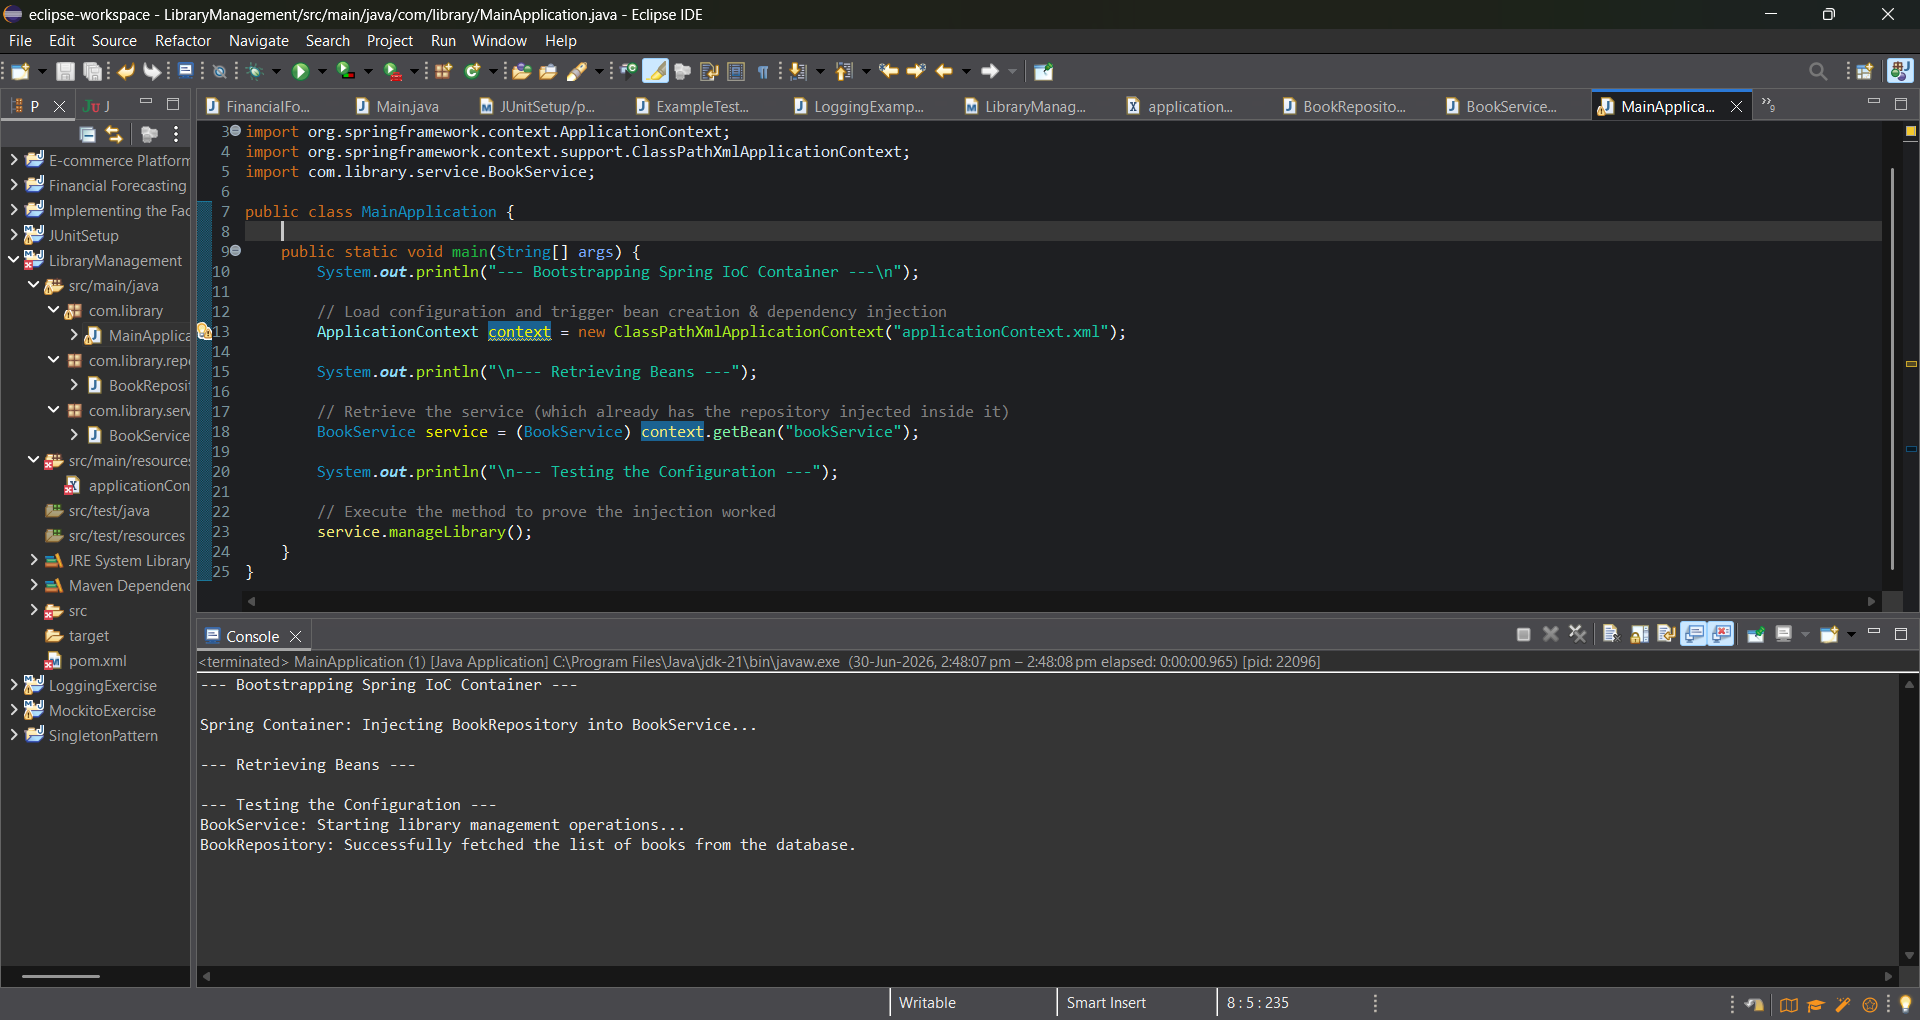 eclipse-workspace - LibraryManagement/src/main/java/com/library/MainApplication.java - Eclipse IDE
File Edit Source Refactor Navigate Search Project Run Window Help
P
Ju J
FinancialFo...
Main.java
JUnitSetup/p...
ExampleTest...
LoggingExamp...
LibraryManag...
application...
BookReposito...
BookService...
MainApplica...
»9
E-commerce Platform
Financial Forecasting
Implementing the Fac
JUnitSetup
LibraryManagement
src/main/java
com.library
MainApplica
com.library.rep
BookReposit
com.library.serv
BookService
src/main/resources
applicationCon
src/test/java
src/test/resources
JRE System Library
Maven Dependenc
src
target
pom.xml
LoggingExercise
MockitoExercise
SingletonPattern
3 import org.springframework.context.ApplicationContext;
4 import org.springframework.context.support.ClassPathXmlApplicationContext;
5 import com.library.service.BookService;
6
7 public class MainApplication {
8
9 public static void main(String[] args) {
10 System.out.println("--- Bootstrapping Spring IoC Container ---\n");
11
12 // Load configuration and trigger bean creation & dependency injection
13 ApplicationContext context = new ClassPathXmlApplicationContext("applicationContext.xml");
14
15 System.out.println("\n--- Retrieving Beans ---");
16
17 // Retrieve the service (which already has the repository injected inside it)
18 BookService service = (BookService) context.getBean("bookService");
19
20 System.out.println("\n--- Testing the Configuration ---");
21
22 // Execute the method to prove the injection worked
23 service.manageLibrary();
24 }
25 }
Console
<terminated> MainApplication (1) [Java Application] C:\Program Files\Java\jdk-21\bin\javaw.exe (30-Jun-2026, 2:48:07 pm – 2:48:08 pm elapsed: 0:00:00.965) [pid: 22096]
--- Bootstrapping Spring IoC Container ---
Spring Container: Injecting BookRepository into BookService...
--- Retrieving Beans ---
--- Testing the Configuration ---
BookService: Starting library management operations...
BookRepository: Successfully fetched the list of books from the database.
Writable
Smart Insert
8 : 5 : 235